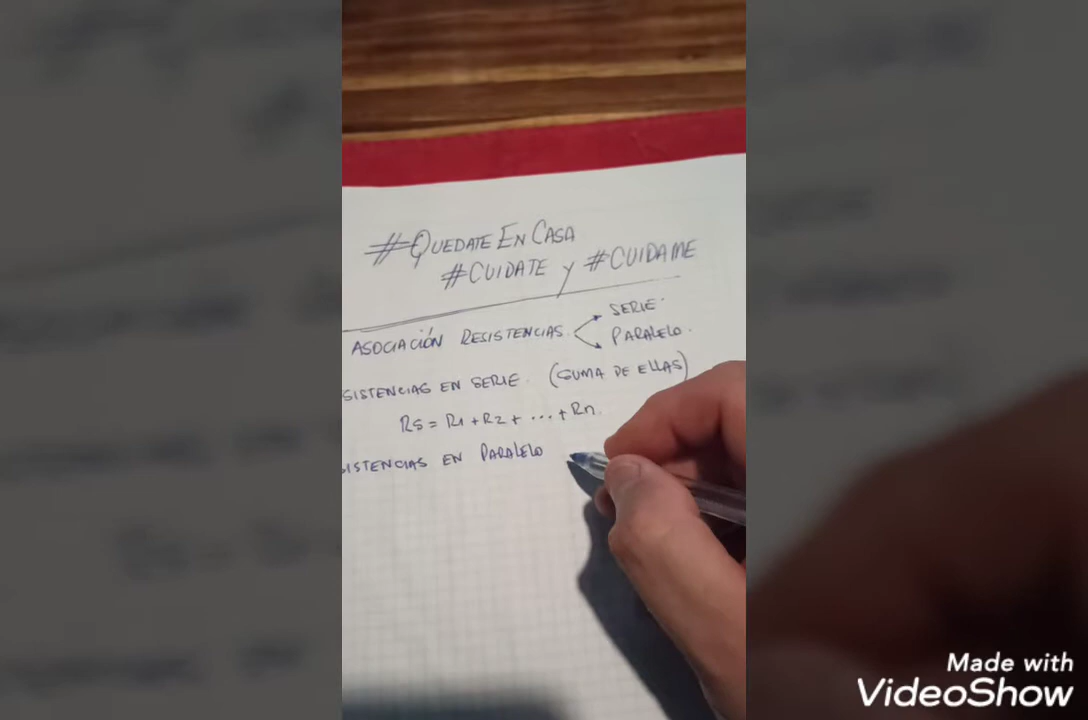 #QUEDATE EN CASA
#CUIDATE y #CUIDAME
ASOCIACIÓN RESISTENCIAS SERIE.
PARALELO.
SISTENCIAS EN SERIE. (SUMA DE ELLAS)
RS = R1 + R2 + ... + Rn.
SISTENCIAS EN PARALELO
Made with
VideoShow